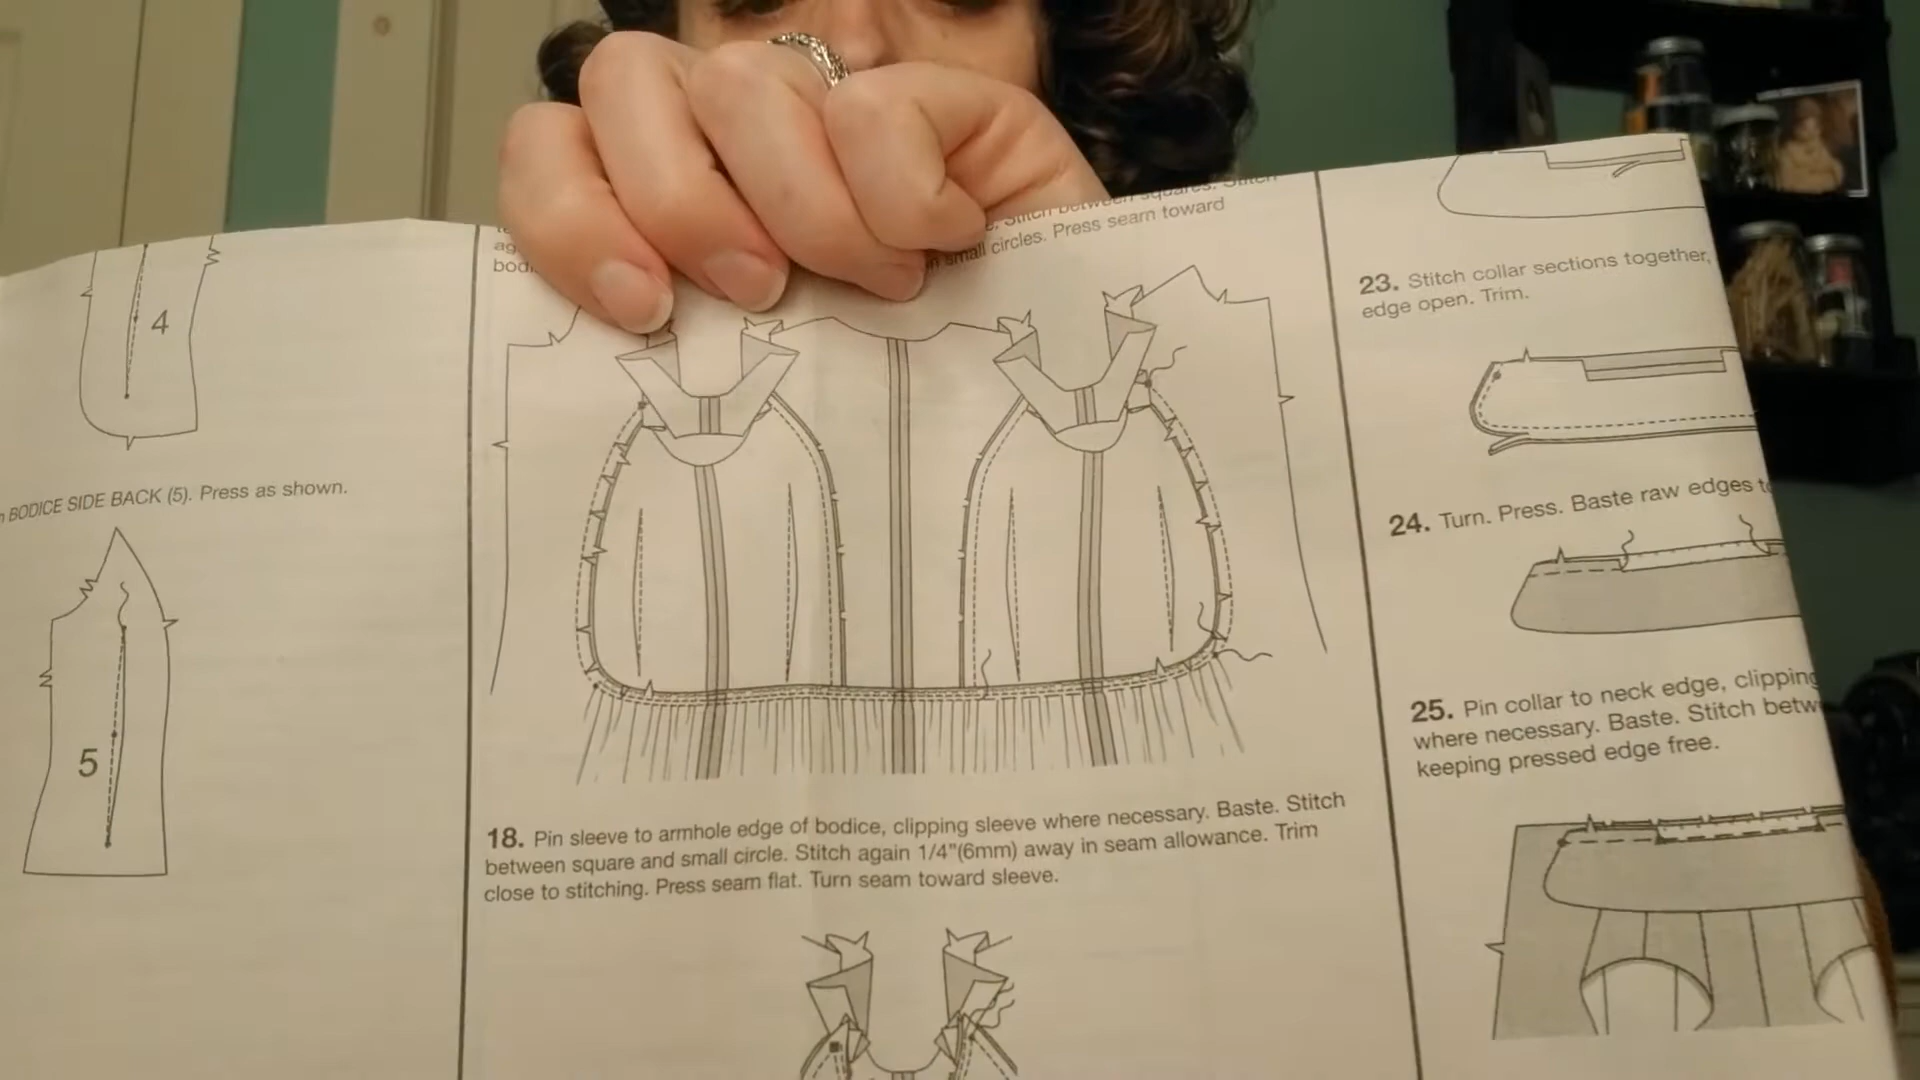 4
BODICE SIDE BACK (5). Press as shown.
5
ag
bod
Stitch between squares. Stitch
small circles. Press seam toward
18. Pin sleeve to armhole edge of bodice, clipping sleeve where necessary. Baste. Stitch
between square and small circle. Stitch again 1/4"(6mm) away in seam allowance. Trim
close to stitching. Press seam flat. Turn seam toward sleeve.
23. Stitch collar sections together,
edge open. Trim.
24. Turn. Press. Baste raw edges t
25. Pin collar to neck edge, clipping
where necessary. Baste. Stitch betw
keeping pressed edge free.